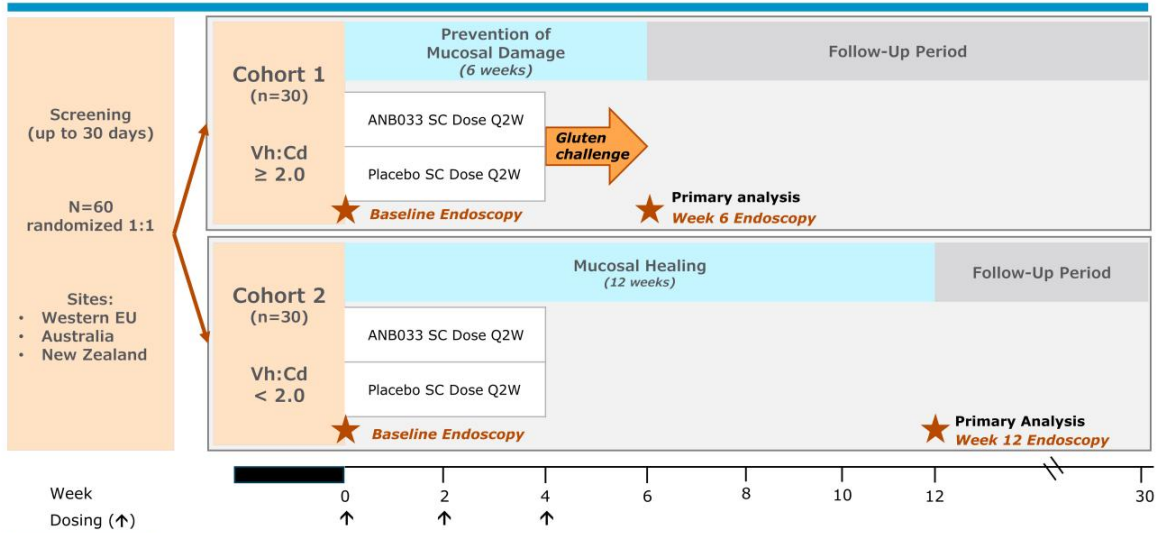 Screening
(up to 30 days)
N=60
randomized 1:1
Sites:
• Western EU
• Australia
• New Zealand
Cohort 1
(n=30)
Vh:Cd
≥ 2.0
Prevention of
Mucosal Damage
(6 weeks)
Follow-Up Period
ANB033 SC Dose Q2W
Placebo SC Dose Q2W
Gluten
challenge
Baseline Endoscopy
Primary analysis
Week 6 Endoscopy
Cohort 2
(n=30)
Vh:Cd
< 2.0
Mucosal Healing
(12 weeks)
Follow-Up Period
ANB033 SC Dose Q2W
Placebo SC Dose Q2W
Baseline Endoscopy
Primary Analysis
Week 12 Endoscopy
Week 0 2 4 6 8 10 12 30
Dosing (↑) ↑ ↑ ↑